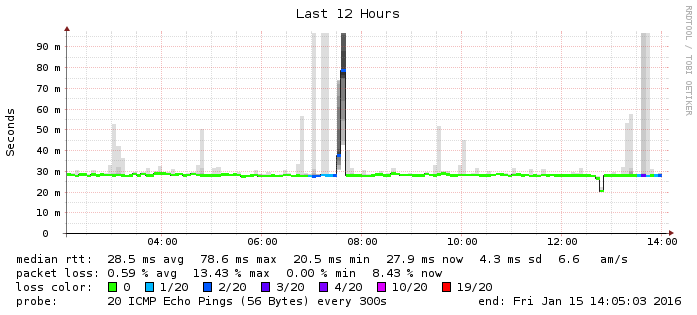 Last 12 Hours
RRDTOOL / TOBI OETIKER
Seconds
90 m
80 m
70 m
60 m
50 m
40 m
30 m
20 m
10 m
0
04:00 06:00 08:00 10:00 12:00 14:00
median rtt: 28.5 ms avg 78.6 ms max 20.5 ms min 27.9 ms now 4.3 ms sd 6.6 am/s
packet loss: 0.59 % avg 13.43 % max 0.00 % min 8.43 % now
loss color: 0 1/20 2/20 3/20 4/20 10/20 19/20
probe: 20 ICMP Echo Pings (56 Bytes) every 300s end: Fri Jan 15 14:05:03 2016